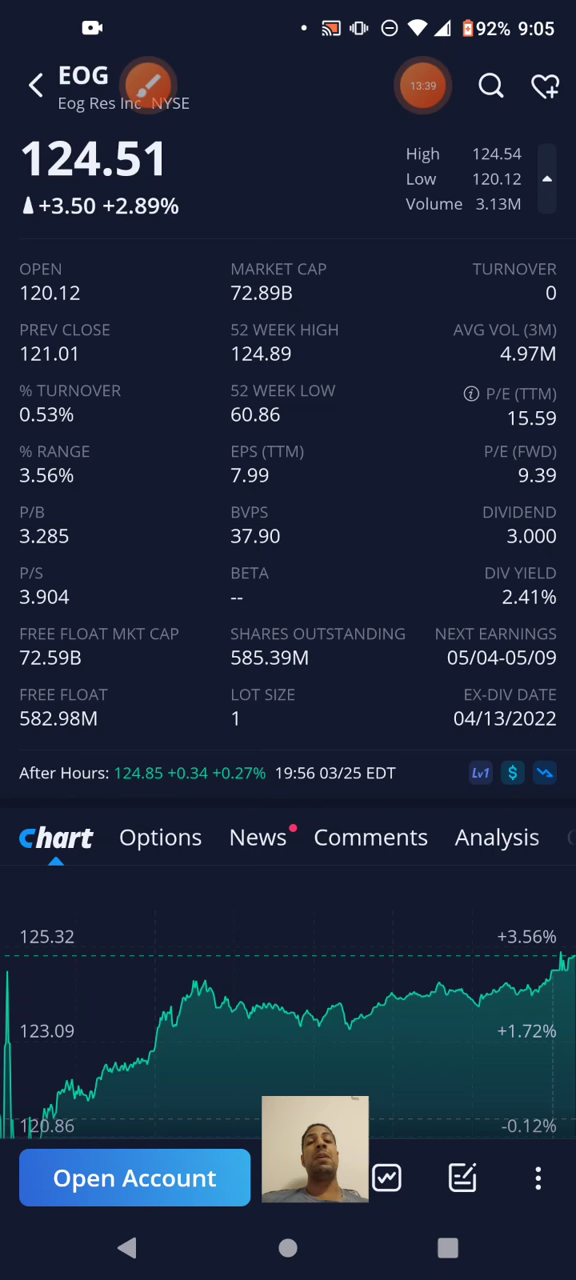 92% 9:05
EOG
Eog Res Inc NYSE
13:39
124.51
+3.50 +2.89%
High 124.54
Low 120.12
Volume 3.13M
OPEN MARKET CAP TURNOVER
120.12 72.89B 0
PREV CLOSE 52 WEEK HIGH AVG VOL (3M)
121.01 124.89 4.97M
% TURNOVER 52 WEEK LOW P/E (TTM)
0.53% 60.86 15.59
% RANGE EPS (TTM) P/E (FWD)
3.56% 7.99 9.39
P/B BVPS DIVIDEND
3.285 37.90 3.000
P/S BETA DIV YIELD
3.904 -- 2.41%
FREE FLOAT MKT CAP SHARES OUTSTANDING NEXT EARNINGS
72.59B 585.39M 05/04-05/09
FREE FLOAT LOT SIZE EX-DIV DATE
582.98M 1 04/13/2022
After Hours: 124.85 +0.34 +0.27% 19:56 03/25 EDT Lv1 $
Chart Options News Comments Analysis
125.32 +3.56%
123.09 +1.72%
120.86 -0.12%
Open Account